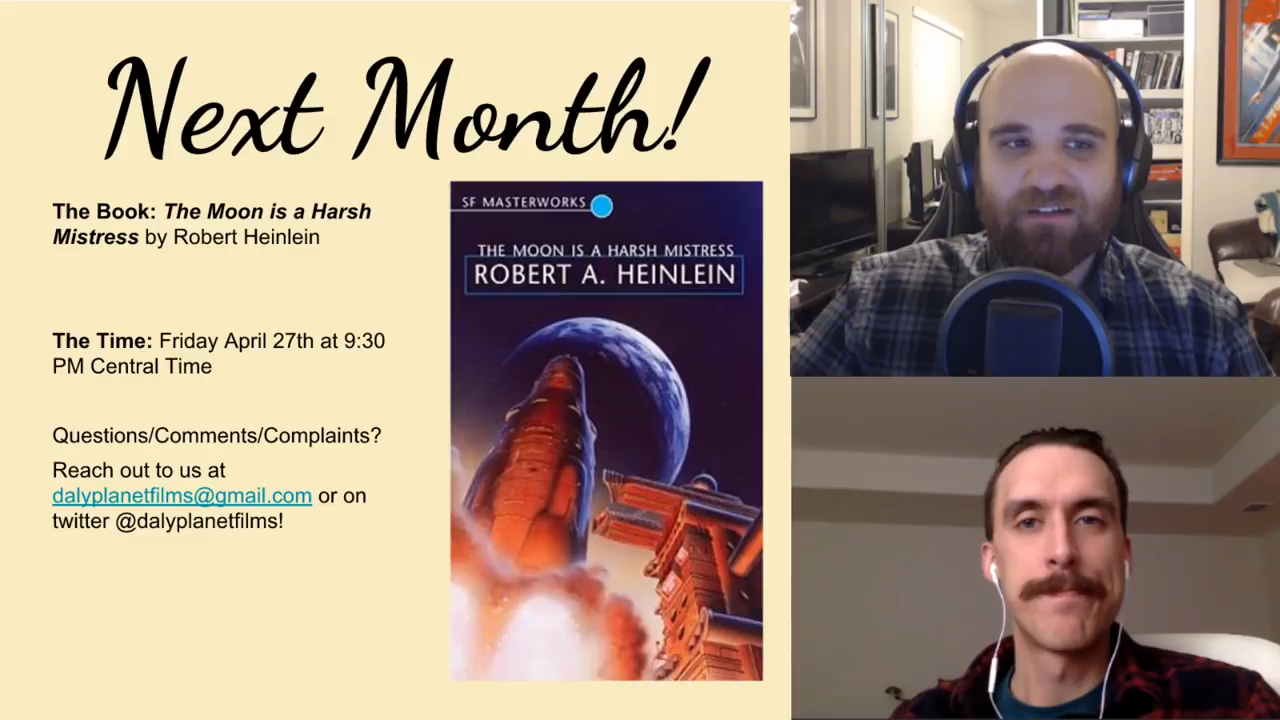 Next Month!
The Book: The Moon is a Harsh
Mistress by Robert Heinlein
The Time: Friday April 27th at 9:30
PM Central Time
Questions/Comments/Complaints?
Reach out to us at
dalyplanetfilms@gmail.com or on
twitter @dalyplanetfilms!
SF MASTERWORKS
THE MOON IS A HARSH MISTRESS
ROBERT A. HEINLEIN